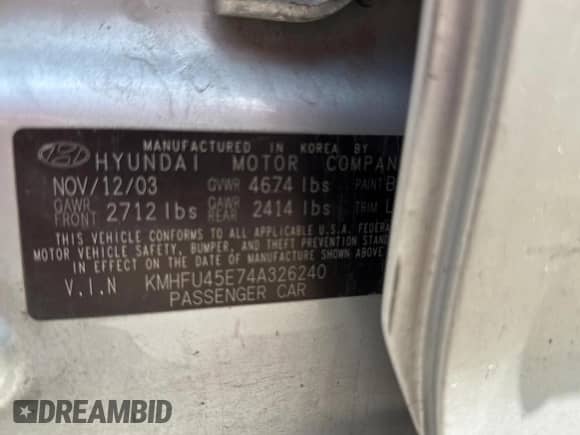 MANUFACTURED IN KOREA BY
HYUNDAI MOTOR COMPAN
NOV/12/03 GVWR 4674 lbs PAINT B
GAWR FRONT 2712 lbs GAWR REAR 2414 lbs TRIM L
THIS VEHICLE CONFORMS TO ALL APPLICABLE U.S.A. FEDERAL
MOTOR VEHICLE SAFETY, BUMPER, AND THEFT PREVENTION STAND
IN EFFECT ON THE DATE OF MANUFACTURE SHOWN ABOVE
V.I.N KMHFU45E74A326240
PASSENGER CAR
DREAMBID